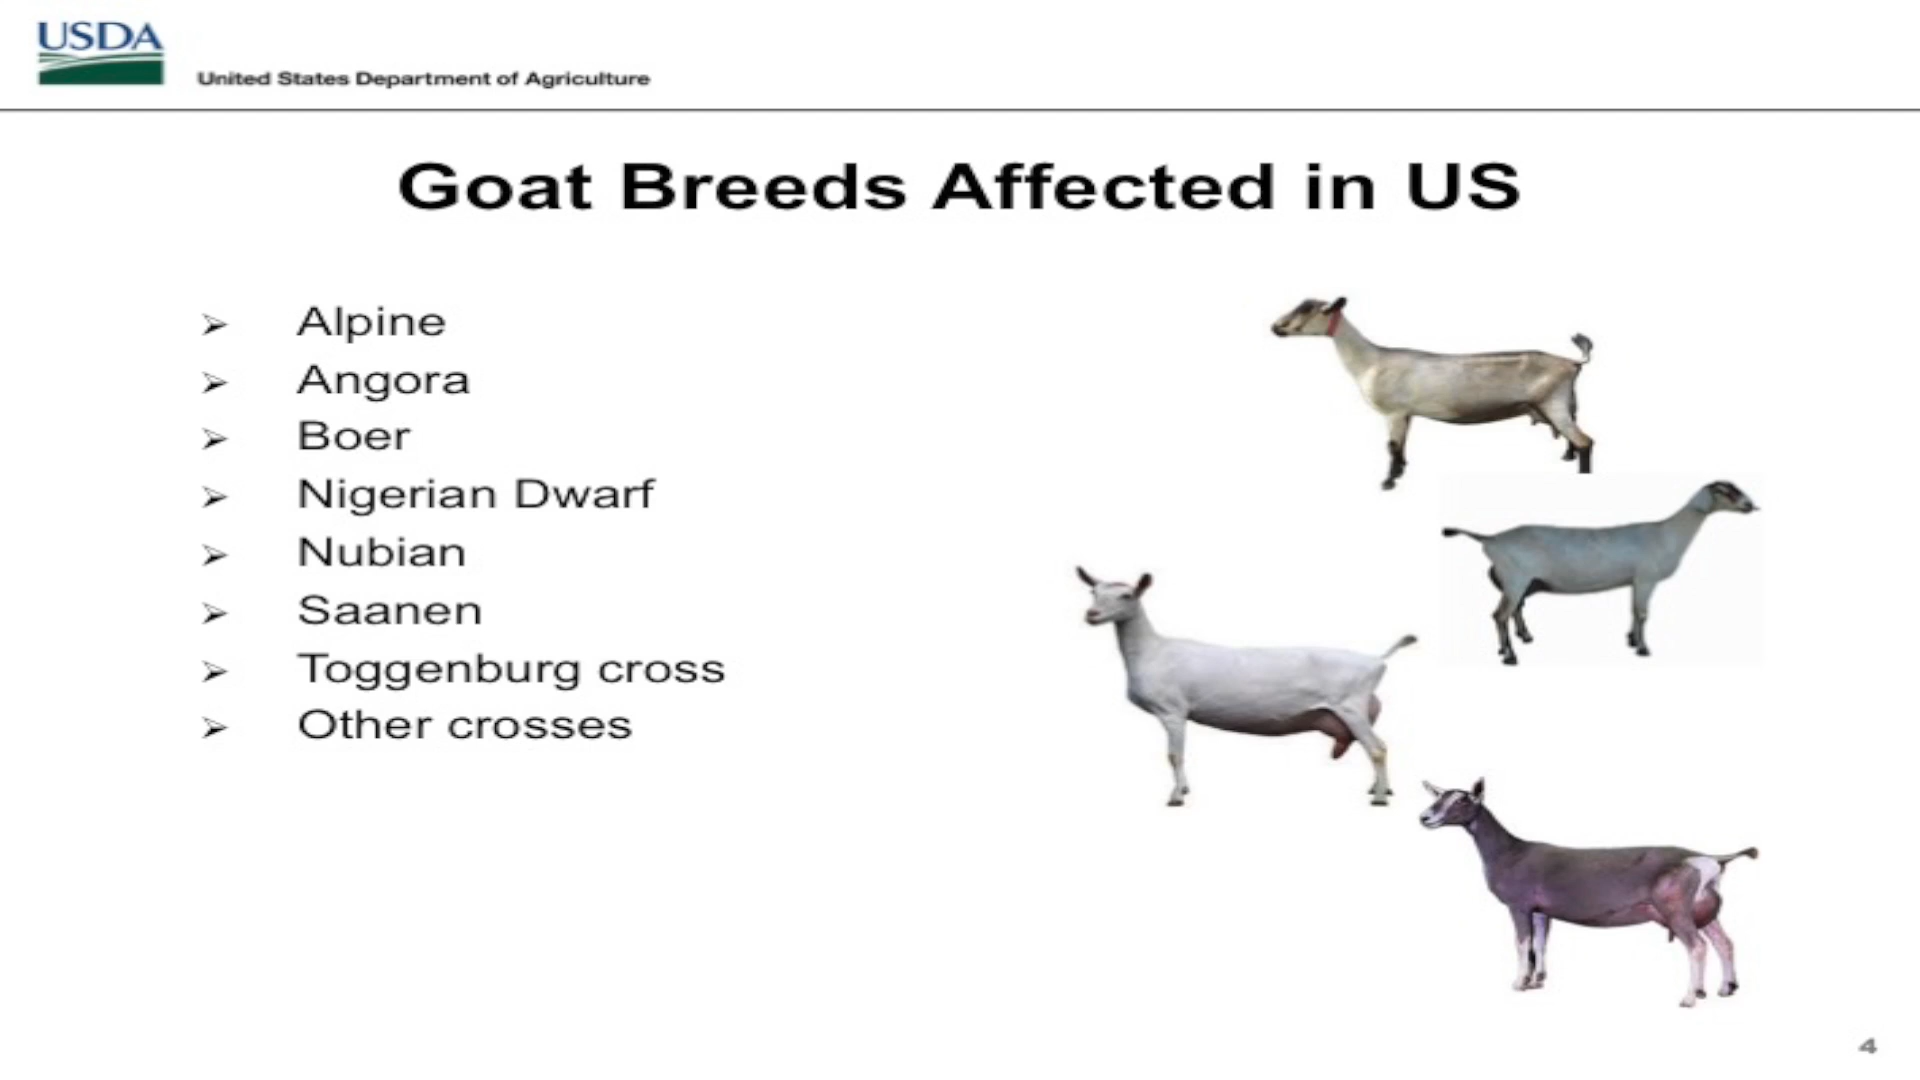 USDA
United States Department of Agriculture
Goat Breeds Affected in US
➢ Alpine
➢ Angora
➢ Boer
➢ Nigerian Dwarf
➢ Nubian
➢ Saanen
➢ Toggenburg cross
➢ Other crosses
4